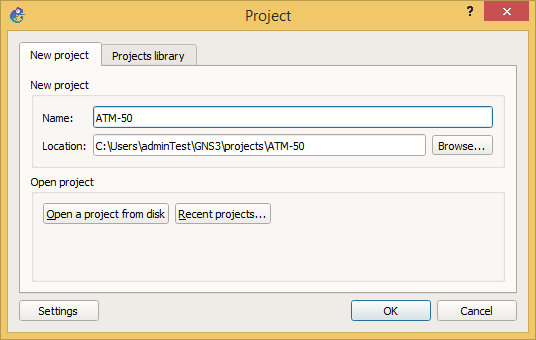 Project
?
New project Projects library
New project
Name: ATM-50
Location: C:\Users\adminTest\GNS3\projects\ATM-50 Browse...
Open project
Open a project from disk Recent projects...
Settings OK Cancel